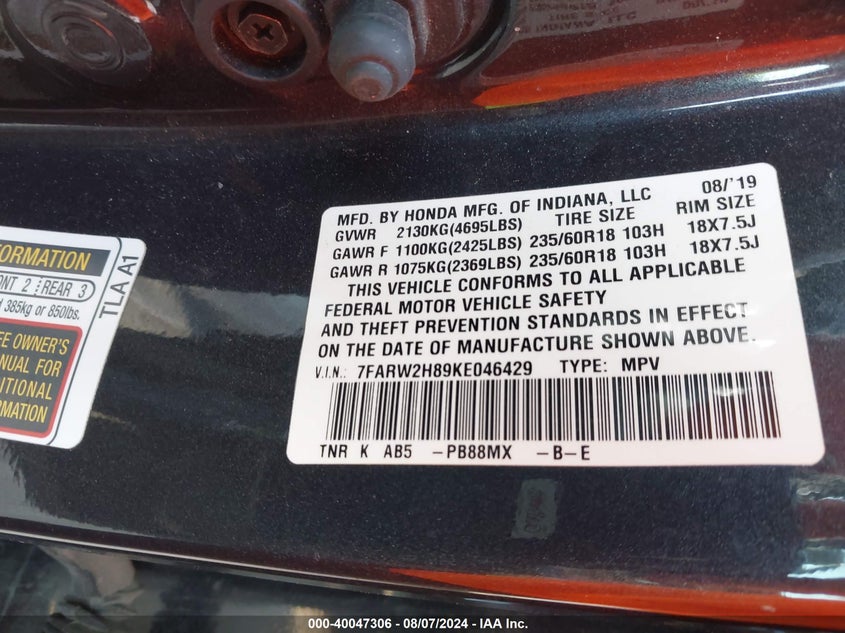 FORMATION
ONT 2 REAR 3
385kg or 850lbs.
OWNER'S
MANUAL FOR
TLA A1
MFD. BY HONDA MFG. OF INDIANA, LLC 08/'19
GVWR 2130KG(4695LBS) TIRE SIZE RIM SIZE
GAWR F 1100KG(2425LBS) 235/60R18 103H 18X7.5J
GAWR R 1075KG(2369LBS) 235/60R18 103H 18X7.5J
THIS VEHICLE CONFORMS TO ALL APPLICABLE
FEDERAL MOTOR VEHICLE SAFETY
AND THEFT PREVENTION STANDARDS IN EFFECT
ON THE DATE OF MANUFACTURE SHOWN ABOVE.
V.I.N.: 7FARW2H89KE046429 TYPE: MPV
TNR K AB5 -PB88MX -B-E
000-40047306 - 08/07/2024 - IAA Inc.